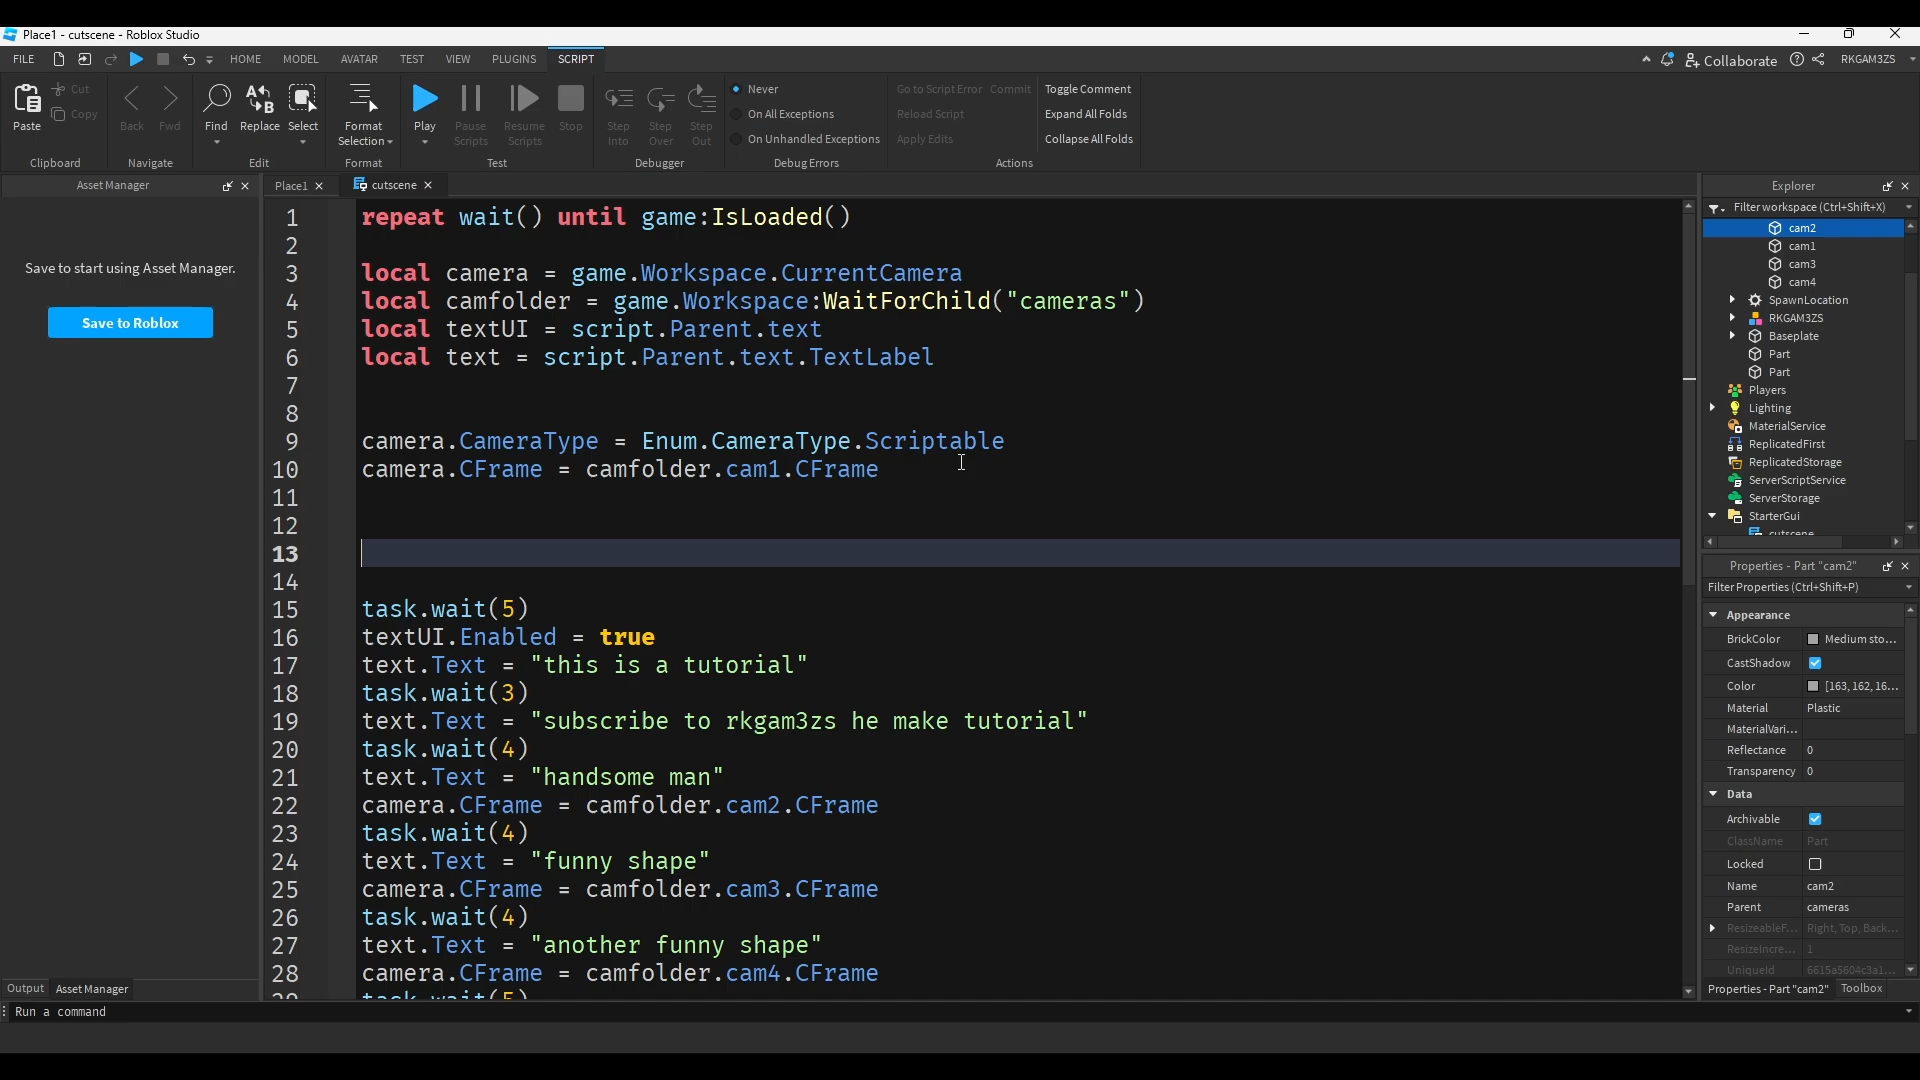 Place1 - cutscene - Roblox Studio
FILE HOME MODEL AVATAR TEST VIEW PLUGINS SCRIPT Collaborate RKGAM3ZS
Paste Cut Copy Back Fwd Find Replace Select Format Selection Play Pause Scripts Resume Scripts Stop Step Into Step Over Step Out
Never
On All Exceptions
On Unhandled Exceptions
Go to Script Error Commit
Reload Script
Apply Edits
Toggle Comment
Expand All Folds
Collapse All Folds
Clipboard Navigate Edit Format Test Debugger Debug Errors Actions
Asset Manager
Save to start using Asset Manager.
Save to Roblox
Output Asset Manager
Place1 cutscene
1 repeat wait() until game:IsLoaded()
2
3 local camera = game.Workspace.CurrentCamera
4 local camfolder = game.Workspace:WaitForChild("cameras")
5 local textUI = script.Parent.text
6 local text = script.Parent.text.TextLabel
7
8
9 camera.CameraType = Enum.CameraType.Scriptable
10 camera.CFrame = camfolder.cam1.CFrame
11
12
13
14
15 task.wait(5)
16 textUI.Enabled = true
17 text.Text = "this is a tutorial"
18 task.wait(3)
19 text.Text = "subscribe to rkgam3zs he make tutorial"
20 task.wait(4)
21 text.Text = "handsome man"
22 camera.CFrame = camfolder.cam2.CFrame
23 task.wait(4)
24 text.Text = "funny shape"
25 camera.CFrame = camfolder.cam3.CFrame
26 task.wait(4)
27 text.Text = "another funny shape"
28 camera.CFrame = camfolder.cam4.CFrame
29 task.wait(5)
Explorer
Filter workspace (Ctrl+Shift+X)
cam2
cam1
cam3
cam4
SpawnLocation
RKGAM3ZS
Baseplate
Part
Part
Players
Lighting
MaterialService
ReplicatedFirst
ReplicatedStorage
ServerScriptService
ServerStorage
StarterGui
cutscene
Properties - Part "cam2"
Filter Properties (Ctrl+Shift+P)
Appearance
BrickColor Medium sto...
CastShadow
Color [163, 162, 16...
Material Plastic
MaterialVari...
Reflectance 0
Transparency 0
Data
Archivable
ClassName Part
Locked
Name cam2
Parent cameras
ResizeableF... Right, Top, Back...
ResizeIncre... 1
UniqueId 6615a5604c3a1...
Properties - Part "cam2" Toolbox
Run a command